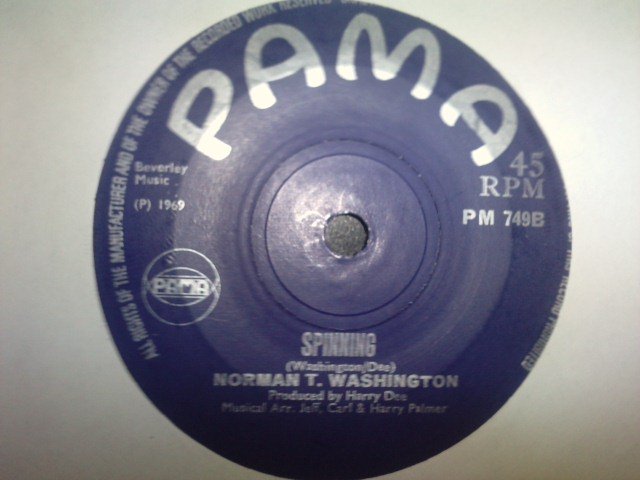 ALL RIGHTS OF THE MANUFACTURER AND OF THE OWNER OF THE RECORDED WORK RESERVED
PAMA
45
RPM
Beverley
Music
PM 749B
(P) 1969
PAMA
SPINNING
(Washington/Dee)
NORMAN T. WASHINGTON
Produced by Harry Dee
Musical Arr. Jeff, Carl & Harry Palmer